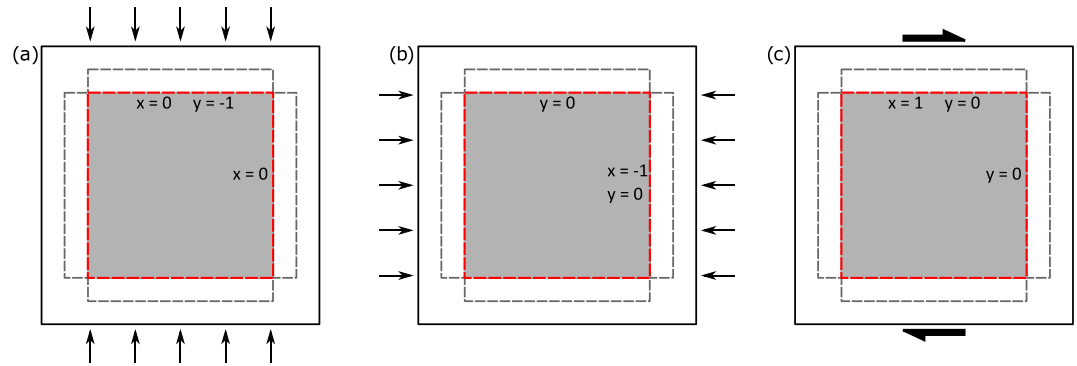 (a)
x = 0 y = -1
x = 0
(b)
y = 0
x = -1
y = 0
(c)
x = 1 y = 0
y = 0